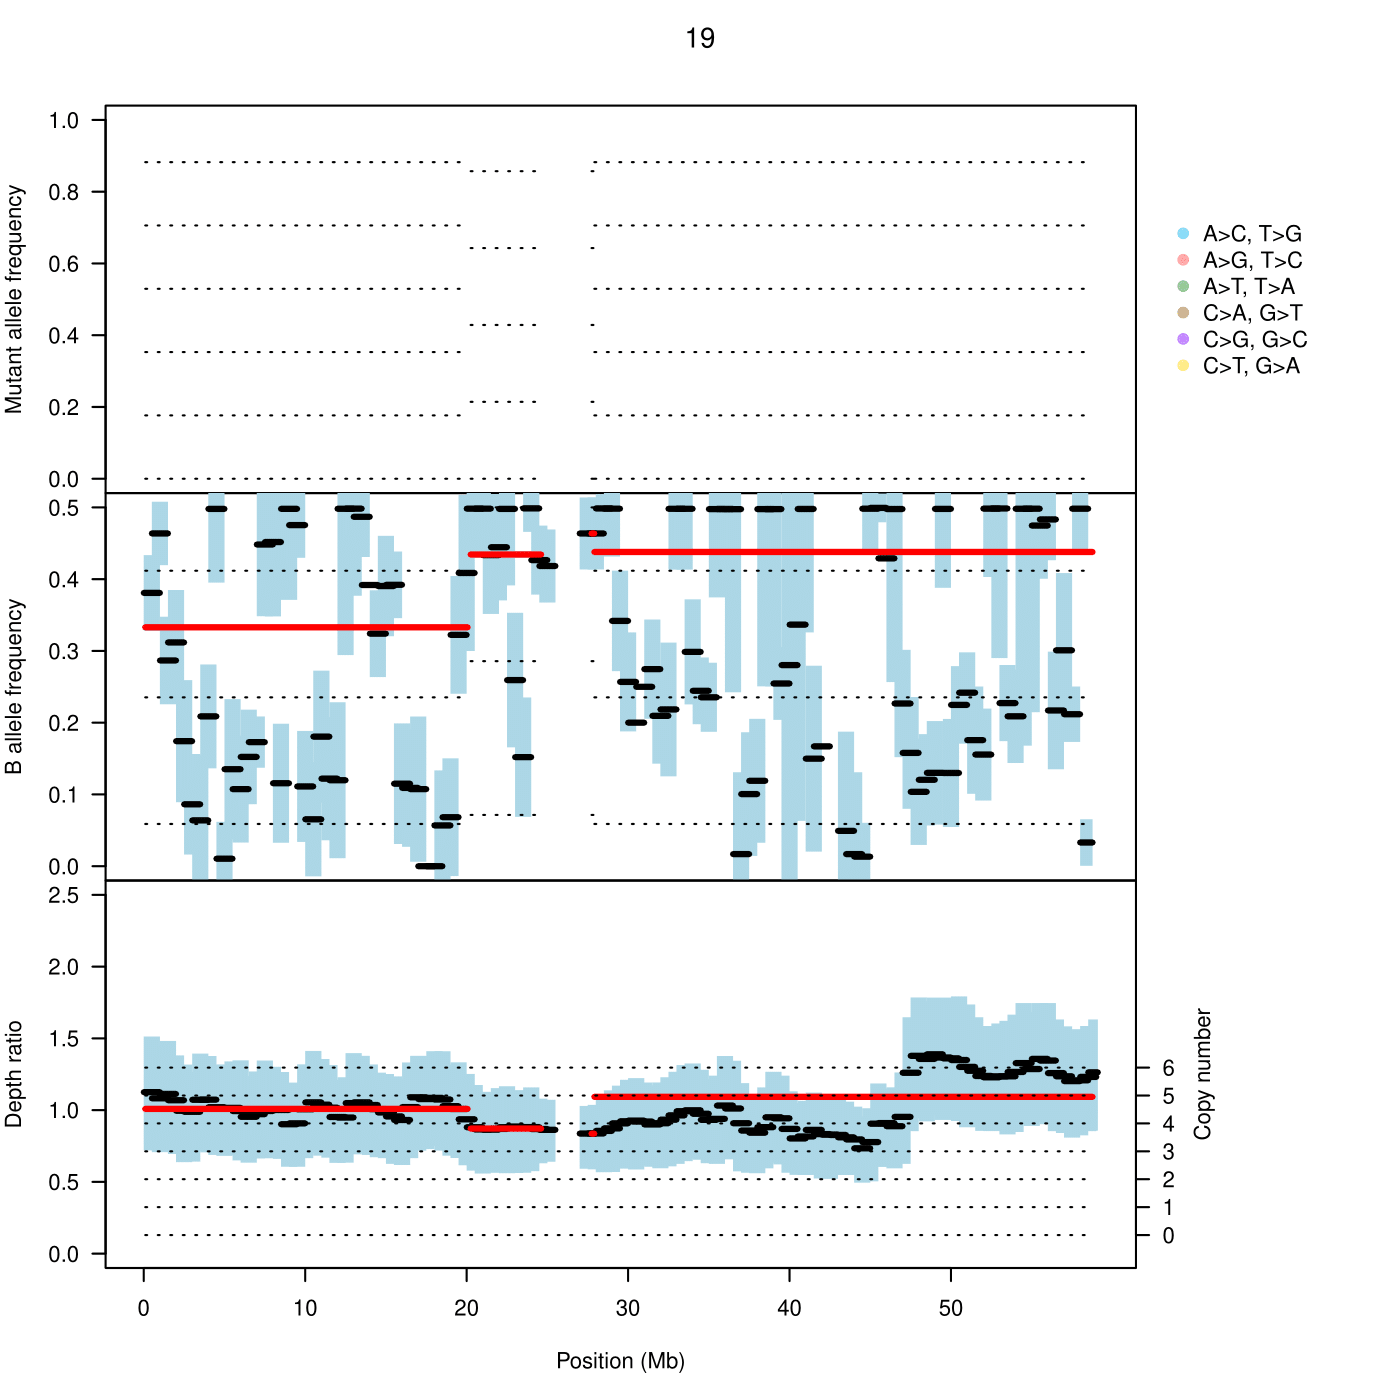 19
Mutant allele frequency
1.0
0.8
0.6
0.4
0.2
0.0
A>C, T>G
A>G, T>C
A>T, T>A
C>A, G>T
C>G, G>C
C>T, G>A
B allele frequency
0.5
0.4
0.3
0.2
0.1
0.0
Depth ratio
2.5
2.0
1.5
1.0
0.5
0.0
Copy number
6
5
4
3
2
1
0
0 10 20 30 40 50
Position (Mb)